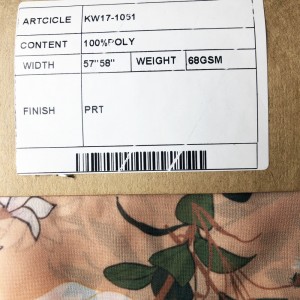 ARTCICLE KW17-1051
CONTENT 100%POLY
WIDTH 57"58" WEIGHT 68GSM
FINISH PRT